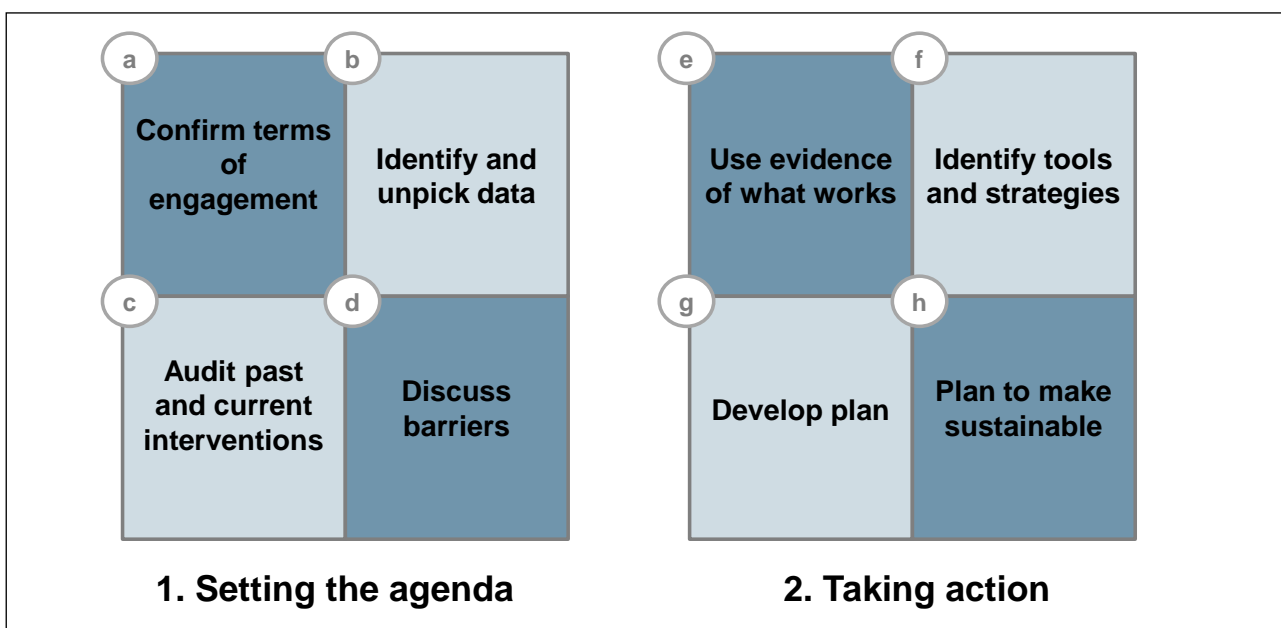 a
Confirm terms
of
engagement
b
Identify and
unpick data
c
Audit past
and current
interventions
d
Discuss
barriers
1. Setting the agenda
e
Use evidence
of what works
f
Identify tools
and strategies
g
Develop plan
h
Plan to make
sustainable
2. Taking action